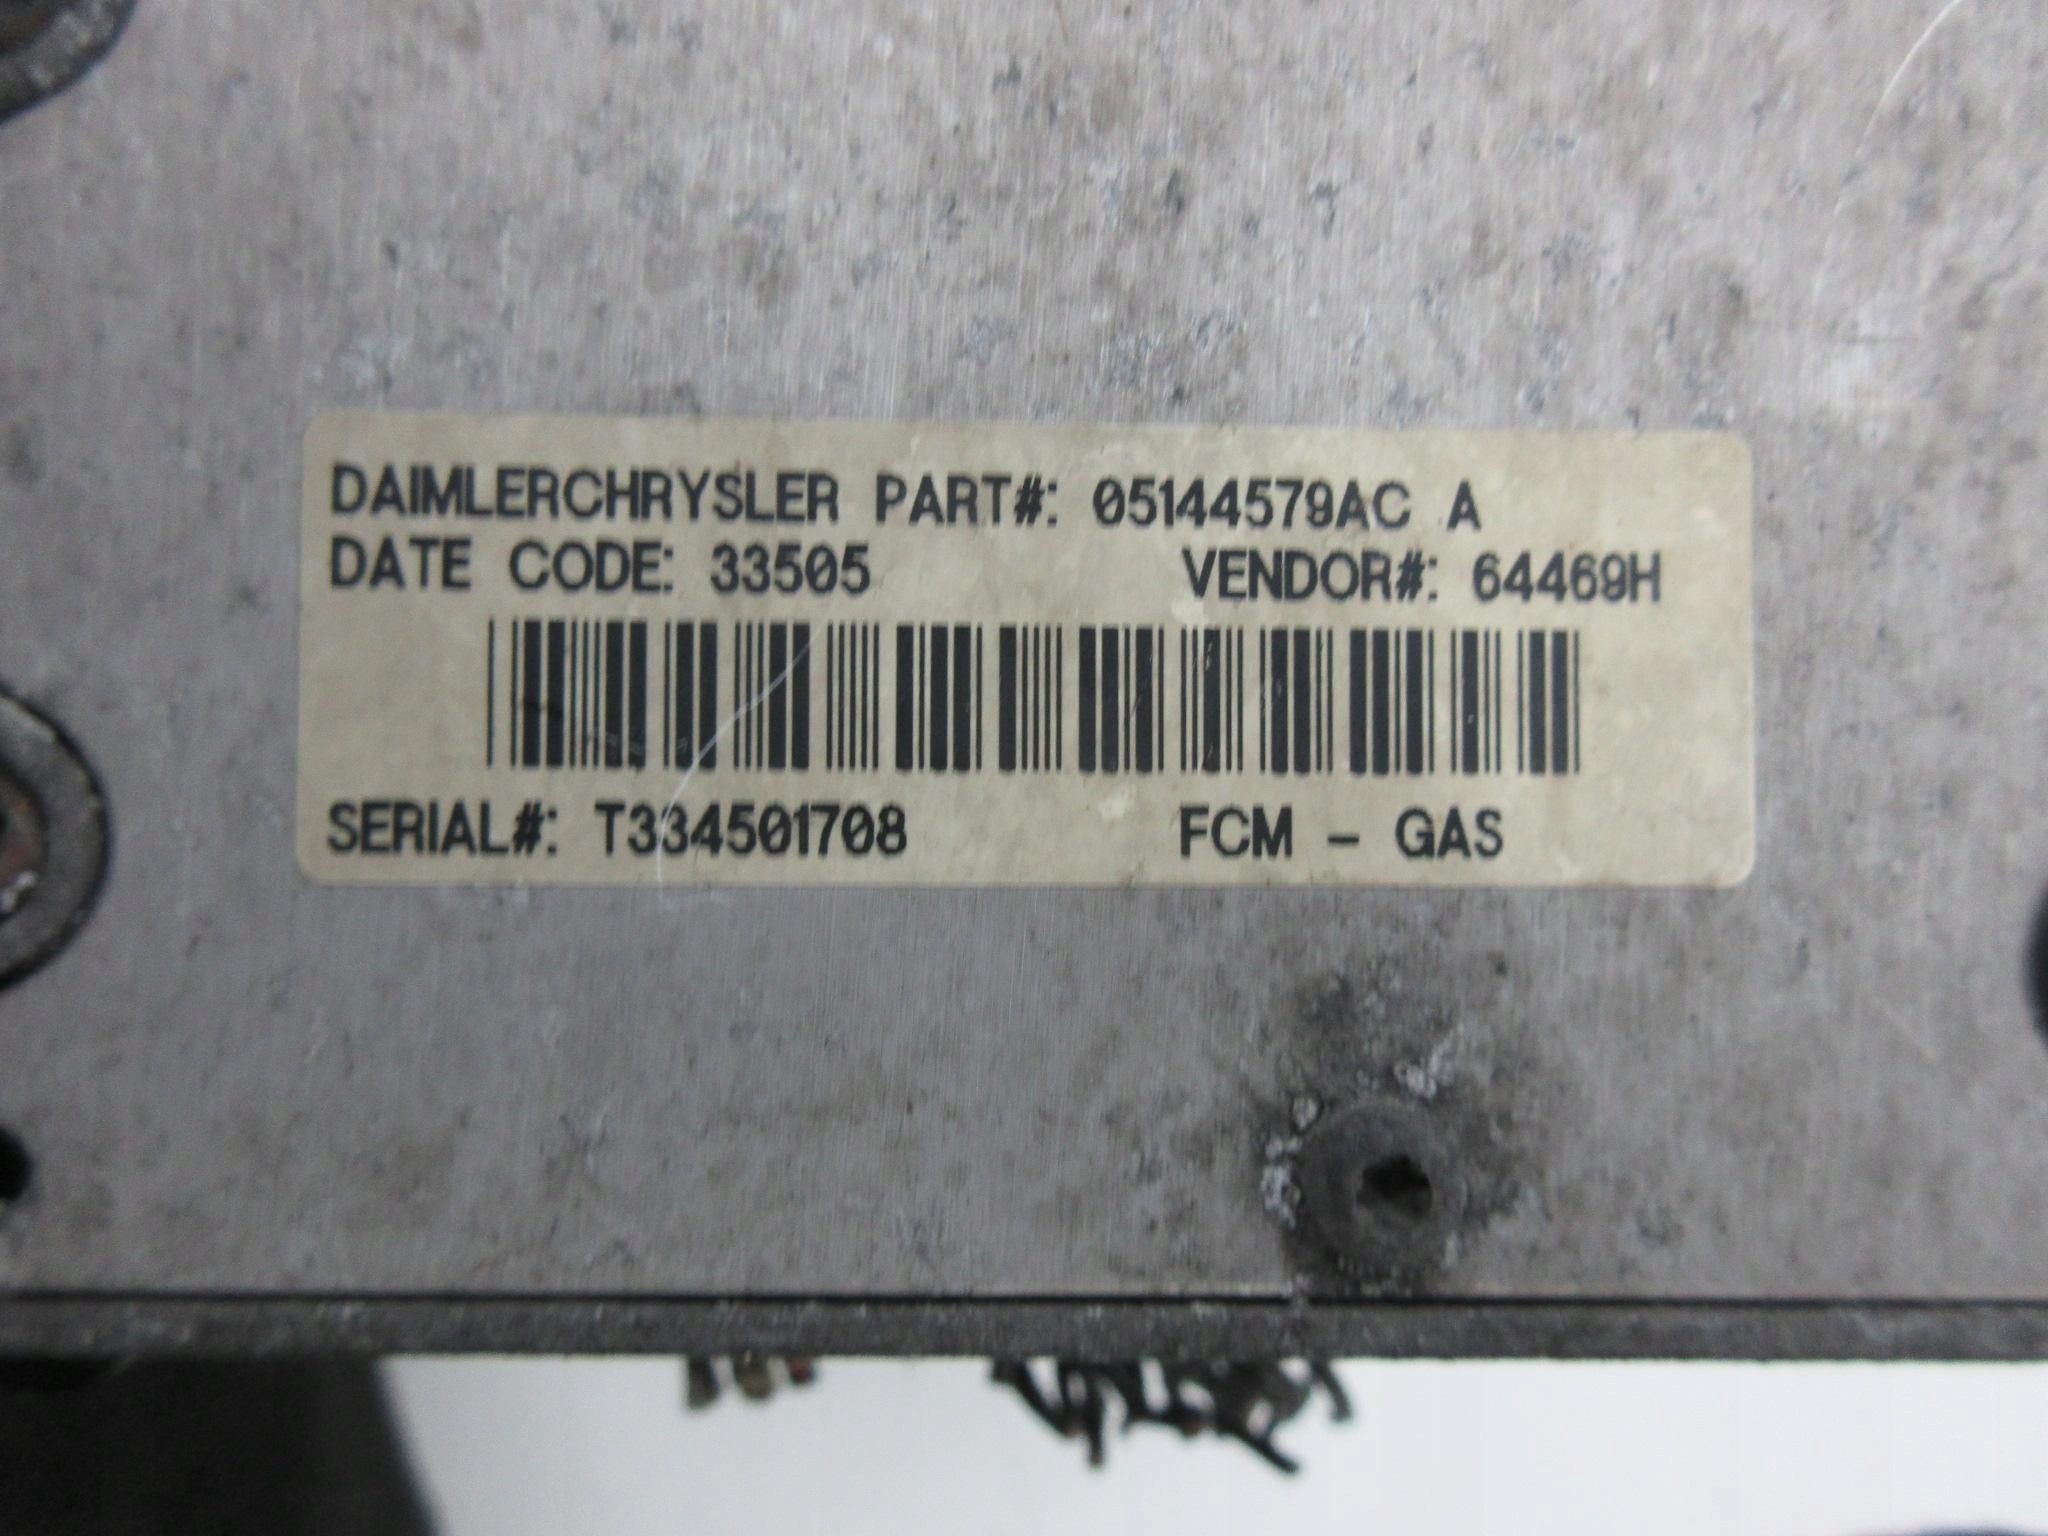 DAIMLERCHRYSLER PART#: 05144579AC A
DATE CODE: 33505 VENDOR#: 64469H
SERIAL#: T334501708 FCM - GAS